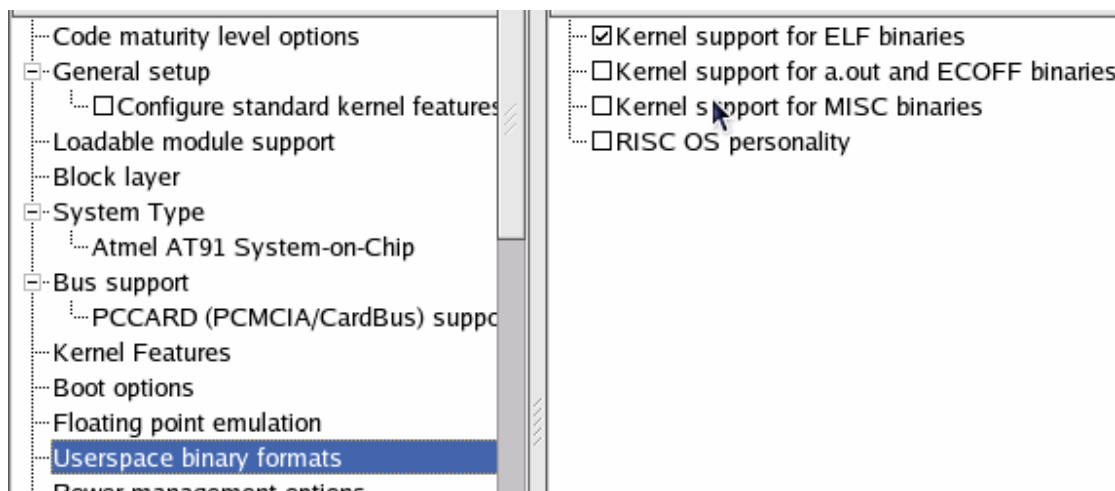 Code maturity level options
General setup
Configure standard kernel features
Loadable module support
Block layer
System Type
Atmel AT91 System-on-Chip
Bus support
PCCARD (PCMCIA/CardBus) suppo
Kernel Features
Boot options
Floating point emulation
Userspace binary formats
Power management options
Kernel support for ELF binaries
Kernel support for a.out and ECOFF binaries
Kernel support for MISC binaries
RISC OS personality